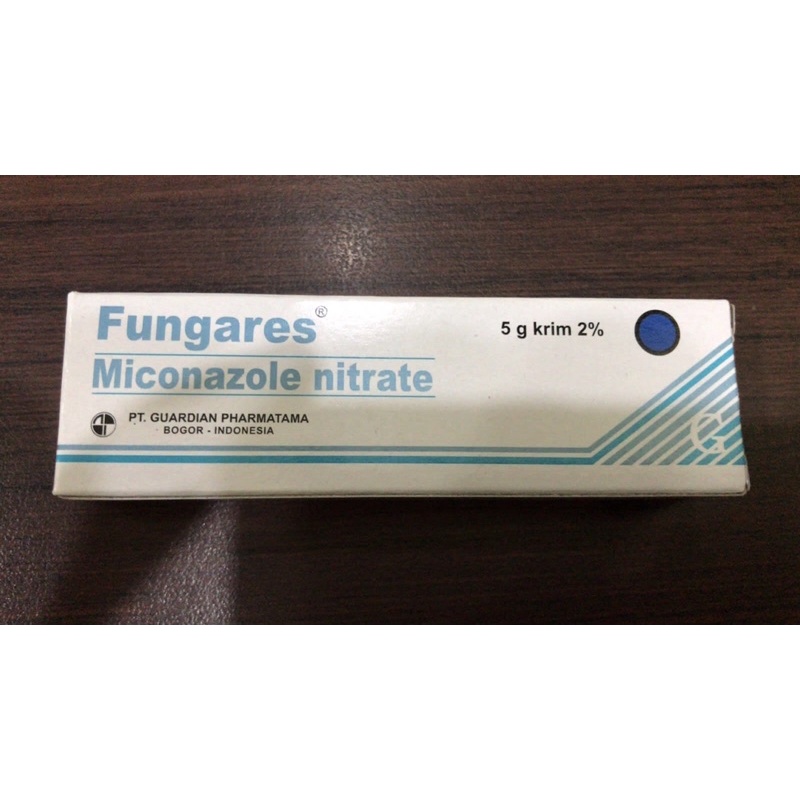 Fungares®
5 g krim 2%
Miconazole nitrate
PT. GUARDIAN PHARMATAMA
BOGOR - INDONESIA
G